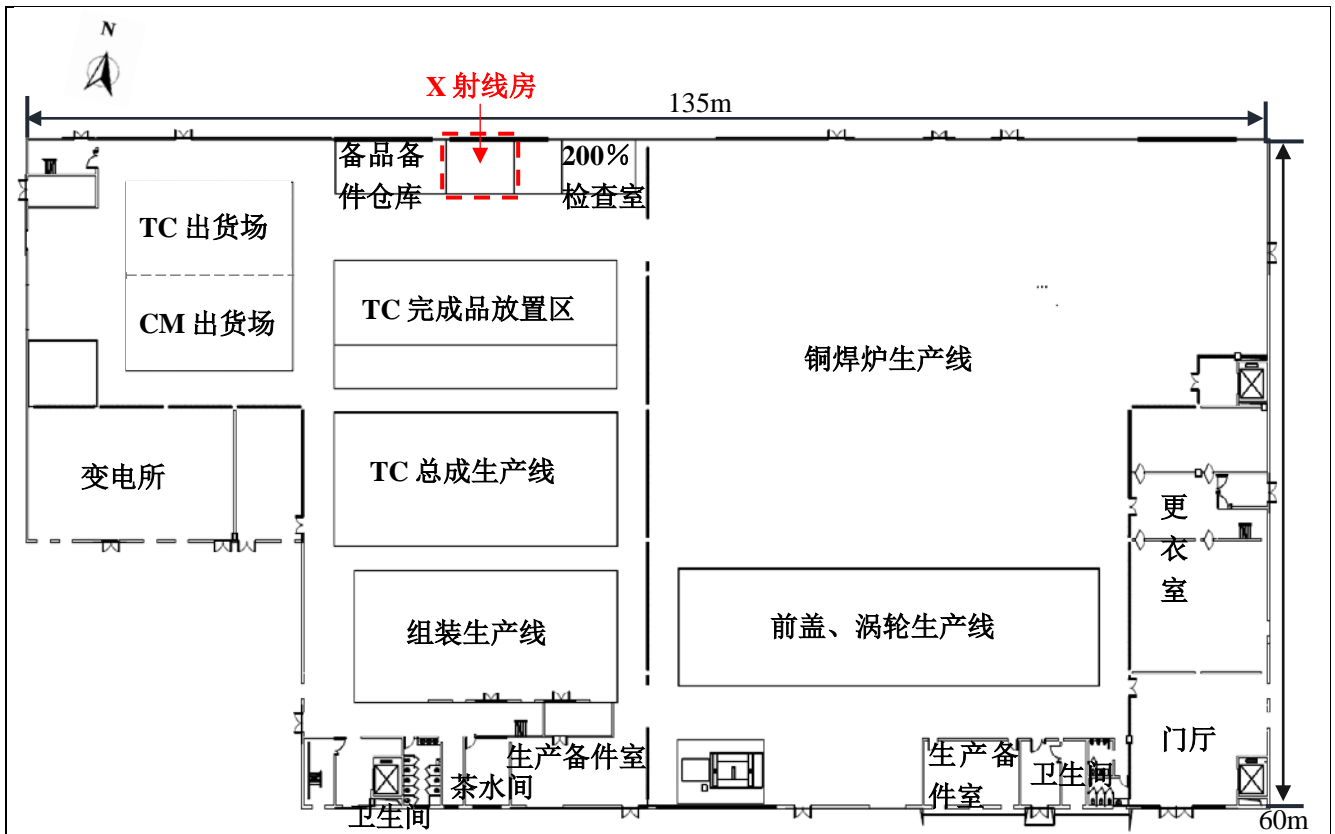 N
X 射线房
135m
备品备
件仓库
200%
检查室
TC 出货场
CM 出货场
TC 完成品放置区
铜焊炉生产线
变电所
TC 总成生产线
更
衣
室
组装生产线
前盖、涡轮生产线
门厅
生产备件室
茶水间
卫生间
生产备
件室
卫生间
60m